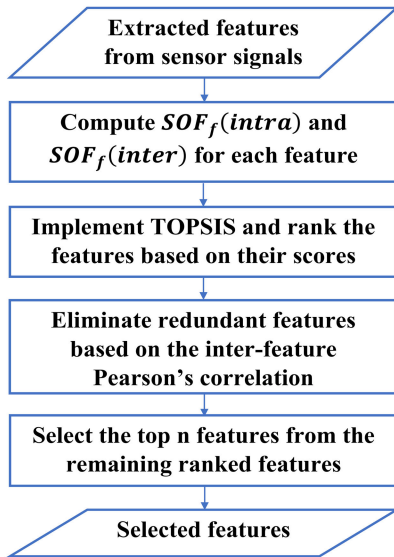 Extracted features
from sensor signals
Compute SOF_f(intra) and
SOF_f(inter) for each feature
Implement TOPSIS and rank the
features based on their scores
Eliminate redundant features
based on the inter-feature
Pearson's correlation
Select the top n features from the
remaining ranked features
Selected features